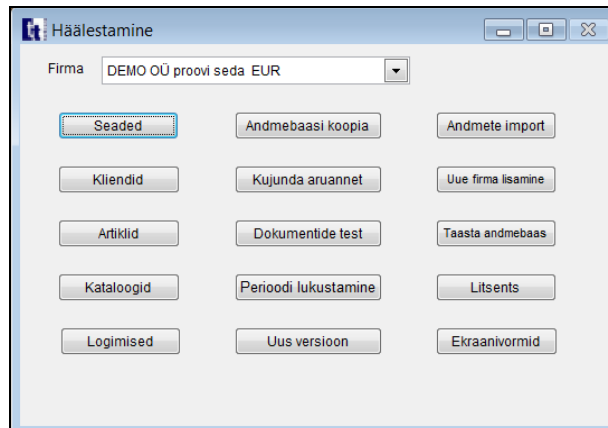 Häälestamine
Firma DEMO OÜ proovi seda EUR
Seaded Andmebaasi koopia Andmete import
Kliendid Kujunda aruannet Uue firma lisamine
Artiklid Dokumentide test Taasta andmebaas
Kataloogid Perioodi lukustamine Litsents
Logimised Uus versioon Ekraanivormid